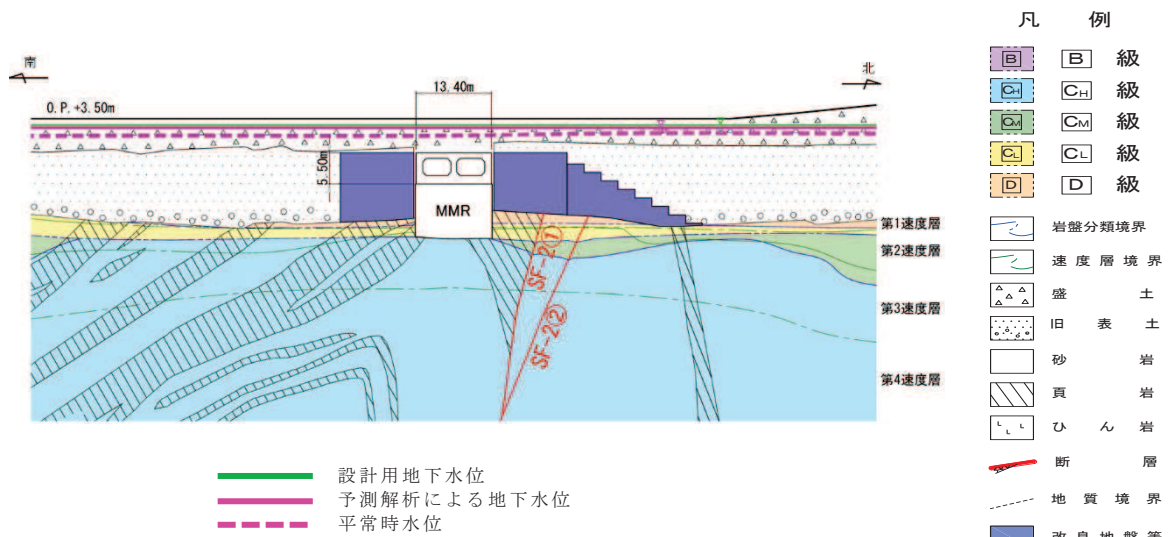 南
北
O.P. +3.50m
13.40m
5.50m
MMR
SF-2①
SF-2②
第1速度層
第2速度層
第3速度層
第4速度層
設計用地下水位
予測解析による地下水位
平常時水位
凡 例
B B 級
CH CH 級
CM CM 級
CL CL 級
D D 級
岩盤分類境界
速度層境界
盛 土
旧 表 土
砂 岩
頁 岩
ひ ん 岩
断 層
地 質 境 界
改良地盤等